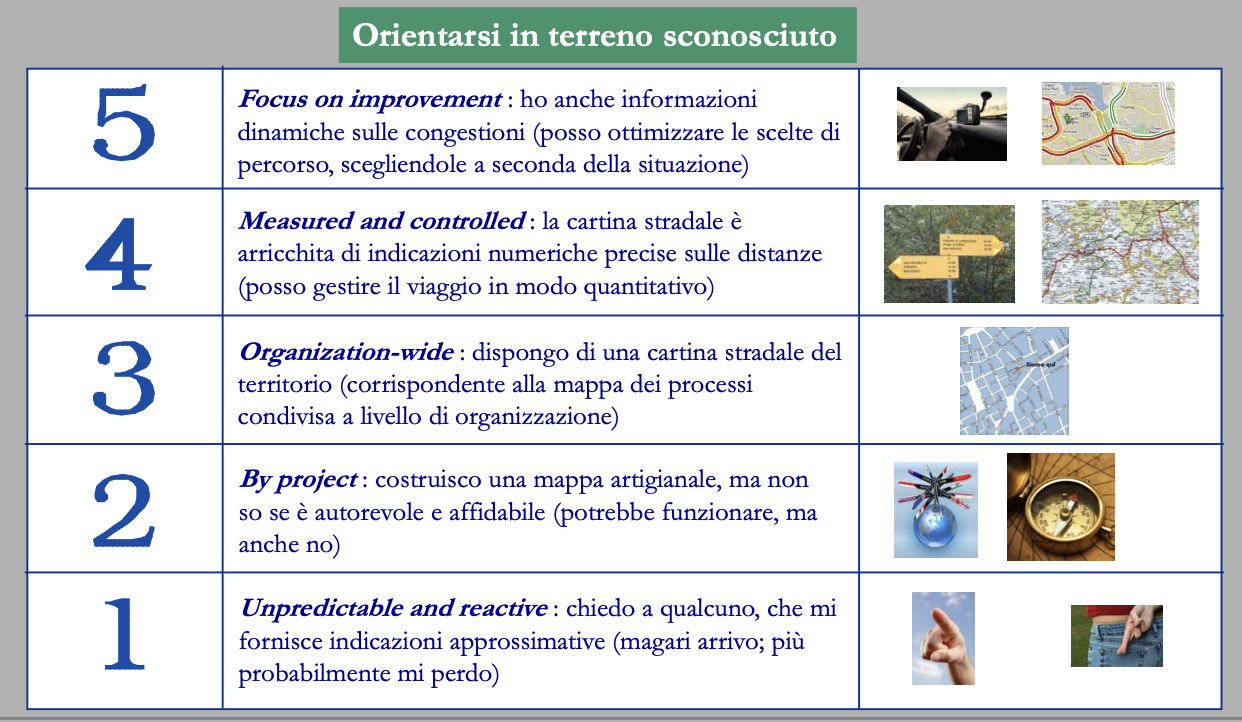 Orientarsi in terreno sconosciuto
5
Focus on improvement : ho anche informazioni
dinamiche sulle congestioni (posso ottimizzare le scelte di
percorso, scegliendole a seconda della situazione)
4
Measured and controlled : la cartina stradale è
arricchita di indicazioni numeriche precise sulle distanze
(posso gestire il viaggio in modo quantitativo)
3
Organization-wide : dispongo di una cartina stradale del
territorio (corrispondente alla mappa dei processi
condivisa a livello di organizzazione)
Siamo qui
2
By project : costruisco una mappa artigianale, ma non
so se è autorevole e affidabile (potrebbe funzionare, ma
anche no)
1
Unpredictable and reactive : chiedo a qualcuno, che mi
fornisce indicazioni approssimative (magari arrivo; più
probabilmente mi perdo)